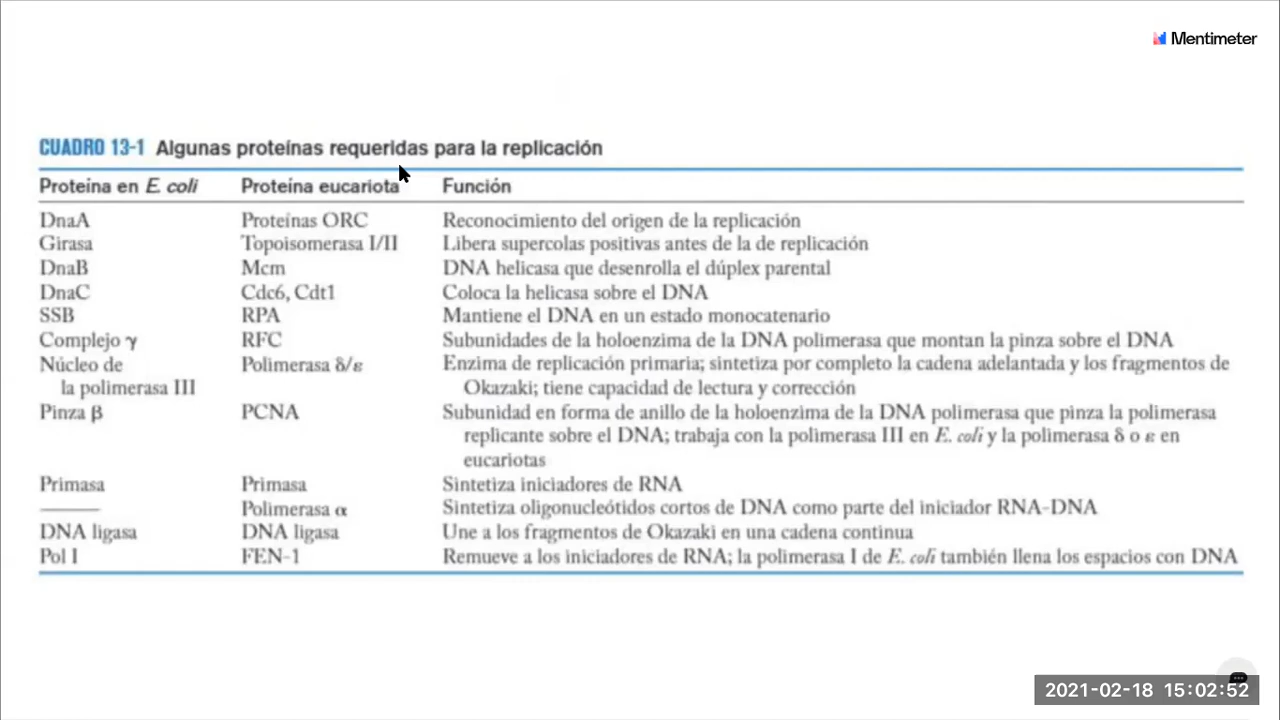 Mentimeter
CUADRO 13-1 Algunas proteínas requeridas para la replicación
Proteína en E. coli Proteína eucariota Función
DnaA Proteínas ORC Reconocimiento del origen de la replicación
Girasa Topoisomerasa I/II Libera supercolas positivas antes de la de replicación
DnaB Mcm DNA helicasa que desenrolla el dúplex parental
DnaC Cdc6, Cdt1 Coloca la helicasa sobre el DNA
SSB RPA Mantiene el DNA en un estado monocatenario
Complejo γ RFC Subunidades de la holoenzima de la DNA polimerasa que montan la pinza sobre el DNA
Núcleo de Polimerasa δ/ε Enzima de replicación primaria; sintetiza por completo la cadena adelantada y los fragmentos de
la polimerasa III Okazaki; tiene capacidad de lectura y corrección
Pinza β PCNA Subunidad en forma de anillo de la holoenzima de la DNA polimerasa que pinza la polimerasa
replicante sobre el DNA; trabaja con la polimerasa III en E. coli y la polimerasa δ o ε en
eucariotas
Primasa Primasa Sintetiza iniciadores de RNA
——— Polimerasa α Sintetiza oligonucleótidos cortos de DNA como parte del iniciador RNA-DNA
DNA ligasa DNA ligasa Une a los fragmentos de Okazaki en una cadena continua
Pol I FEN-1 Remueve a los iniciadores de RNA; la polimerasa I de E. coli también llena los espacios con DNA
2021-02-18 15:02:52